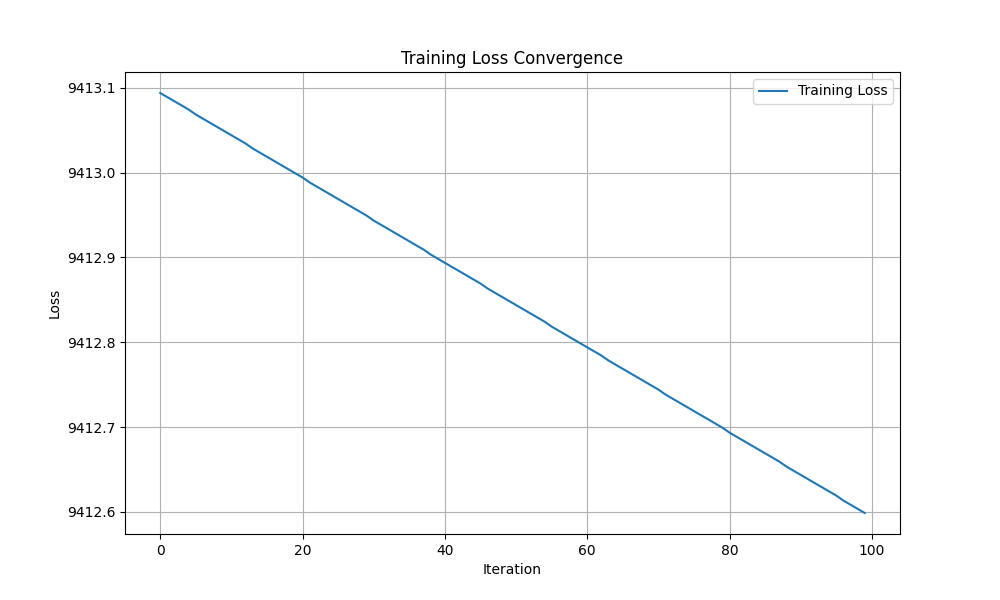 Training Loss Convergence
Training Loss
9413.1
9413.0
9412.9
9412.8
9412.7
9412.6
Loss
0 20 40 60 80 100
Iteration